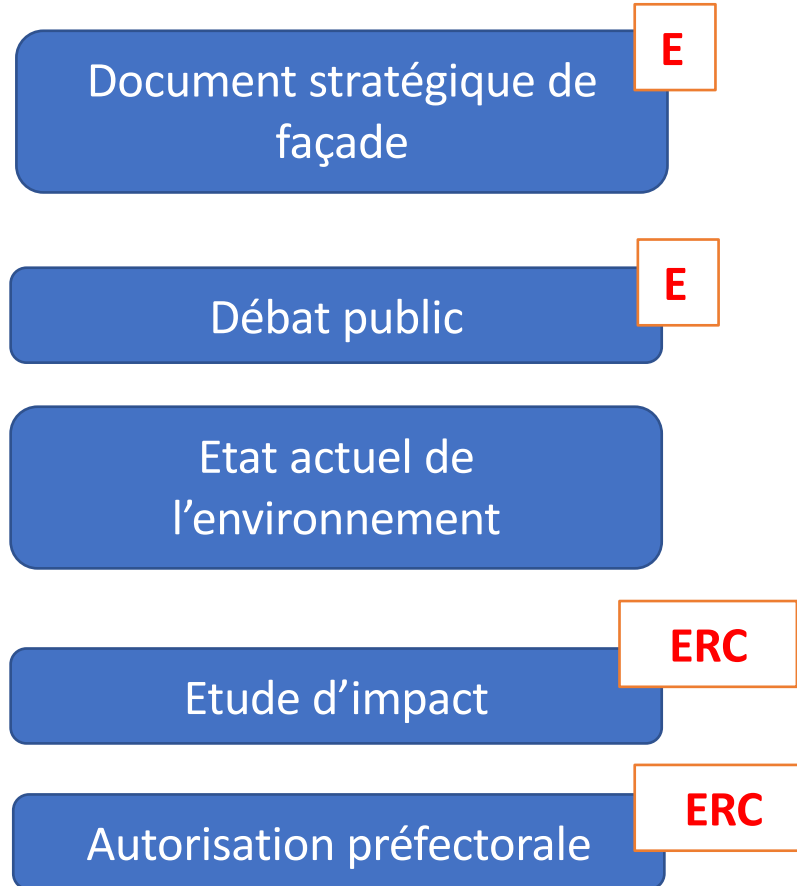 E
Document stratégique de
façade
E
Débat public
Etat actuel de
l’environnement
ERC
Etude d’impact
ERC
Autorisation préfectorale